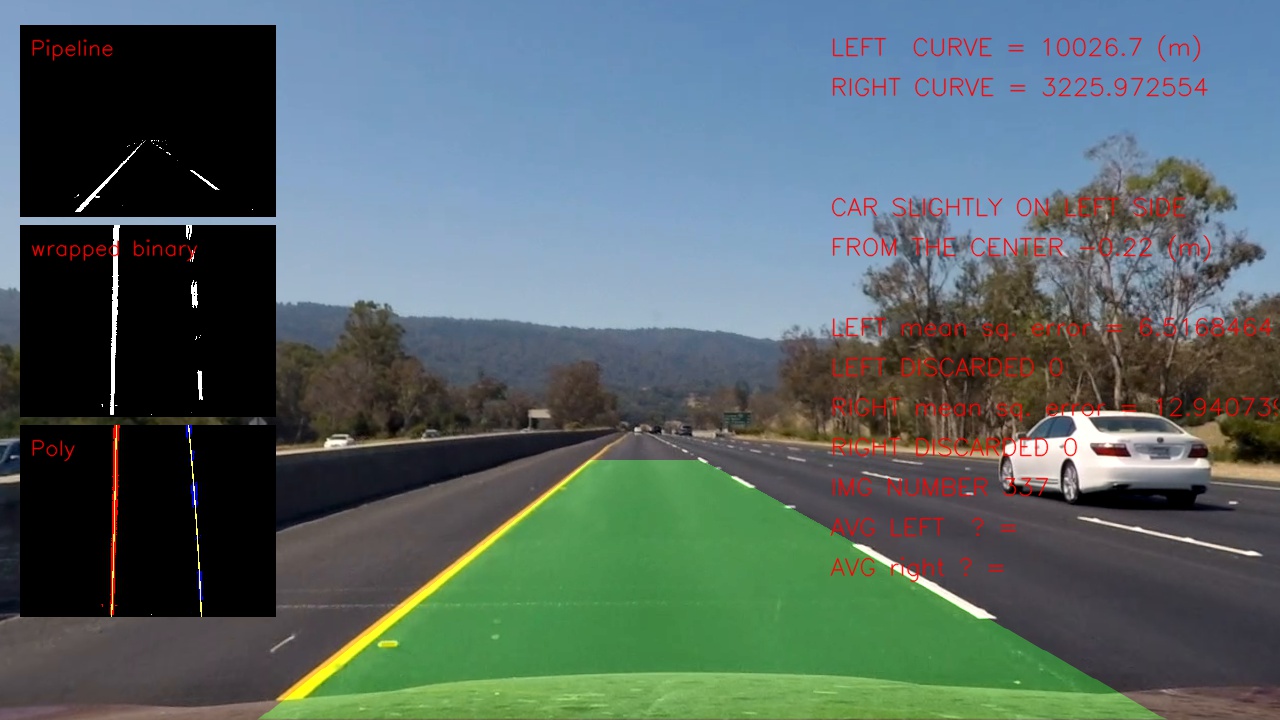 Pipeline
wrapped binary
Poly
LEFT CURVE = 10026.7 (m)
RIGHT CURVE = 3225.972554
CAR SLIGHTLY ON LEFT SIDE
FROM THE CENTER -0.22 (m)
LEFT mean sq. error = 6.5168464
LEFT DISCARDED 0
RIGHT mean sq. error = 12.940739
RIGHT DISCARDED 0
IMG NUMBER 337
AVG LEFT ? =
AVG right ? =